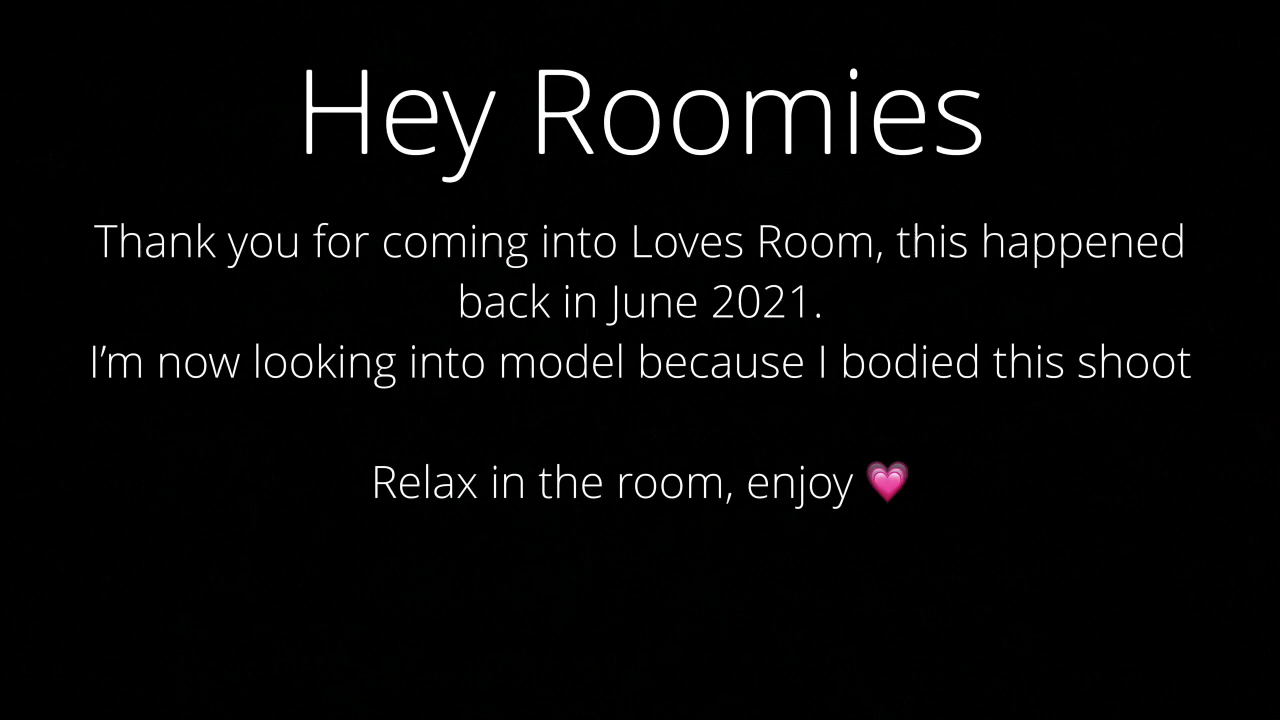 Hey Roomies
Thank you for coming into Loves Room, this happened
back in June 2021.
I’m now looking into model because I bodied this shoot
Relax in the room, enjoy 💗